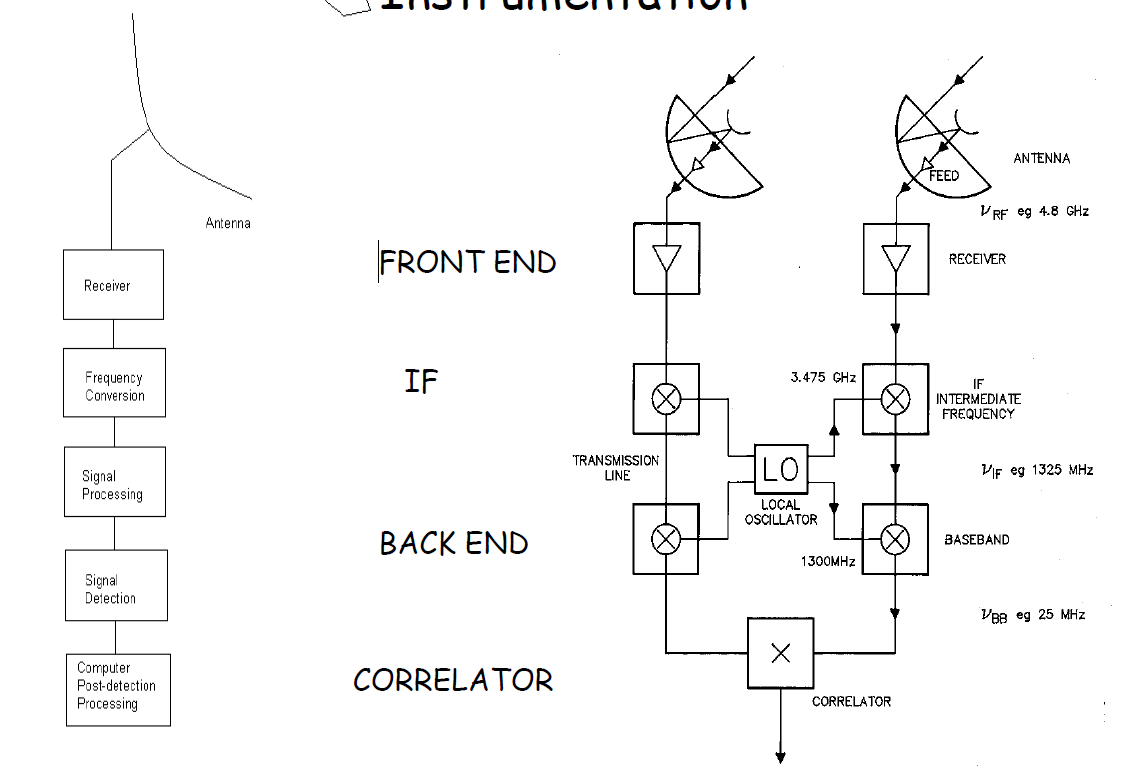 Instrumentation
Antenna
Receiver
Frequency
Conversion
Signal
Processing
Signal
Detection
Computer
Post-detection
Processing
FRONT END
IF
BACK END
CORRELATOR
ANTENNA
FEED
νRF eg 4.8 GHz
RECEIVER
3.475 GHz
IF
INTERMEDIATE
FREQUENCY
TRANSMISSION
LINE
LO
LOCAL
OSCILLATOR
νIF eg 1325 MHz
1300MHz
BASEBAND
νBB eg 25 MHz
CORRELATOR